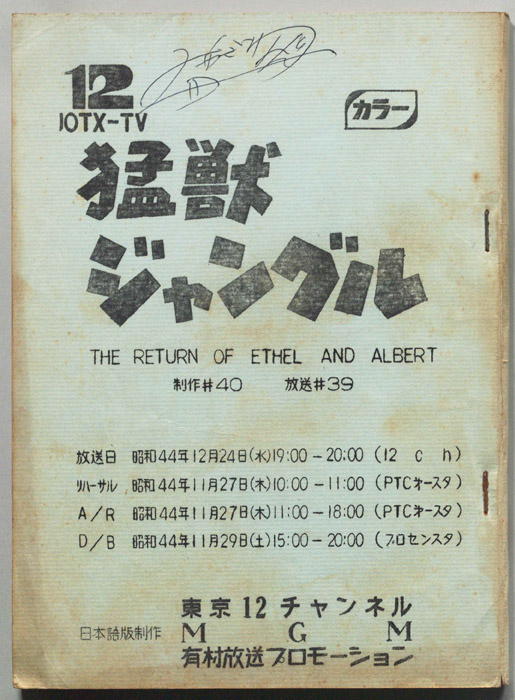 12
JOTX-TV
カラー
猛獣
ジャングル
THE RETURN OF ETHEL AND ALBERT
制作#40 放送#39
放送日 昭和44年12月24日(水)19:00-20:00 (12ch)
リハーサル 昭和44年11月27日(木)10:00-11:00 (PTCオースタ)
A/R 昭和44年11月27日(木)11:00-18:00 (PTCオースタ)
D/B 昭和44年11月29日(土)15:00-20:00 (プロセンスタ)
東京12チャンネル
日本語版制作 MGM
有村放送プロモーション